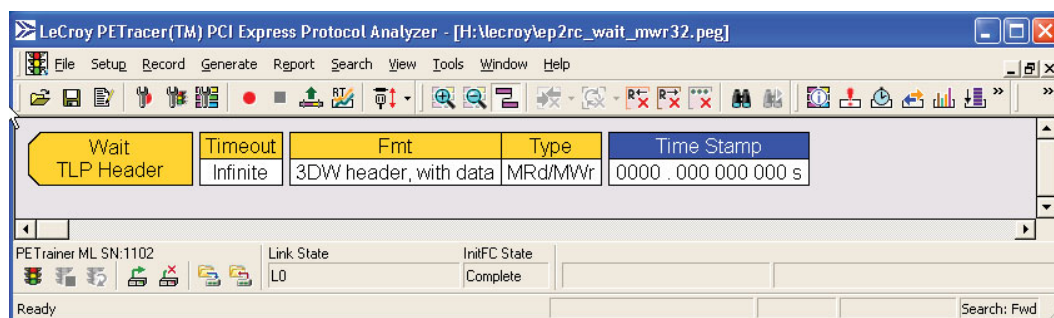 LeCroy PETracer(TM) PCI Express Protocol Analyzer - [H:\lecroy\ep2rc_wait_mwr32.peg]
File Setup Record Generate Report Search View Tools Window Help
RT
Wait TLP Header
Timeout
Infinite
Fmt
3DW header, with data
Type
MRd/MWr
Time Stamp
0000 . 000 000 000 s
PETrainer ML SN:1102
Link State
L0
InitFC State
Complete
Ready
Search: Fwd